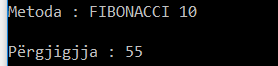 Metoda : FIBONACCI 10
Përgjigjja : 55